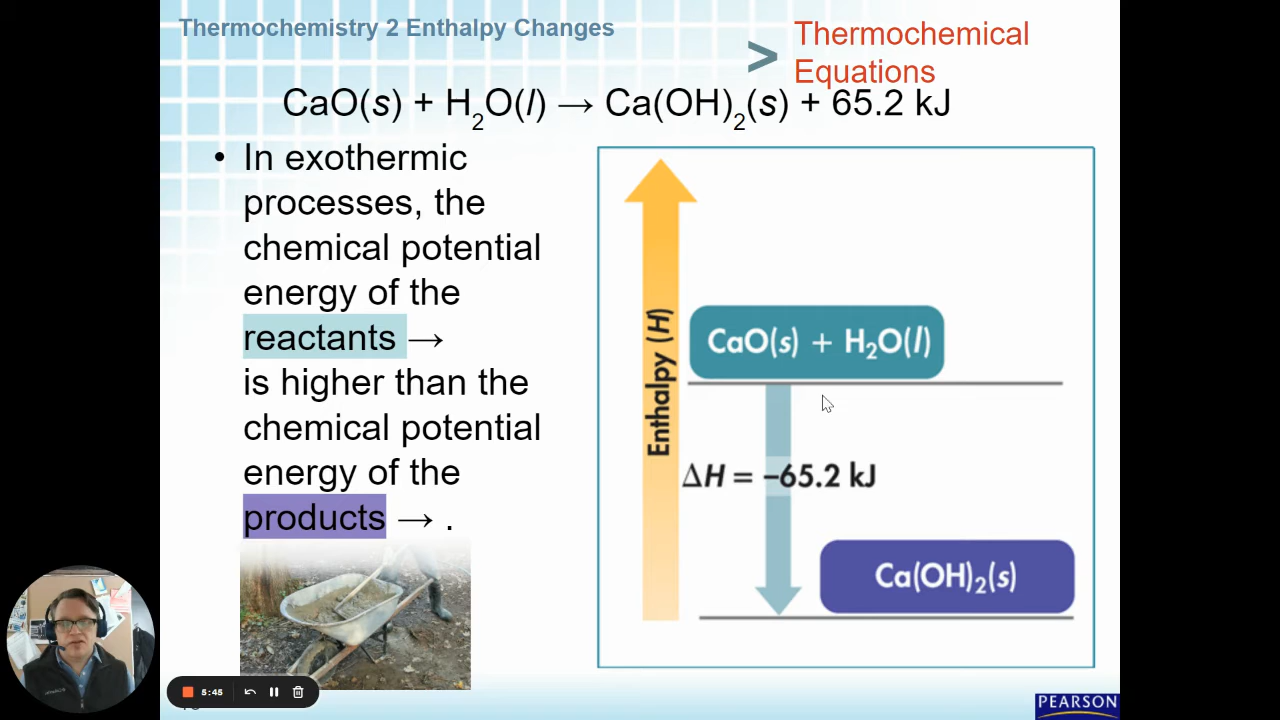 Thermochemistry 2 Enthalpy Changes
> Thermochemical
Equations
CaO(s) + H₂O(l) → Ca(OH)₂(s) + 65.2 kJ
• In exothermic
processes, the
chemical potential
energy of the
reactants →
is higher than the
chemical potential
energy of the
products → .
Enthalpy (H)
CaO(s) + H₂O(l)
ΔH = −65.2 kJ
Ca(OH)₂(s)
5:45
PEARSON